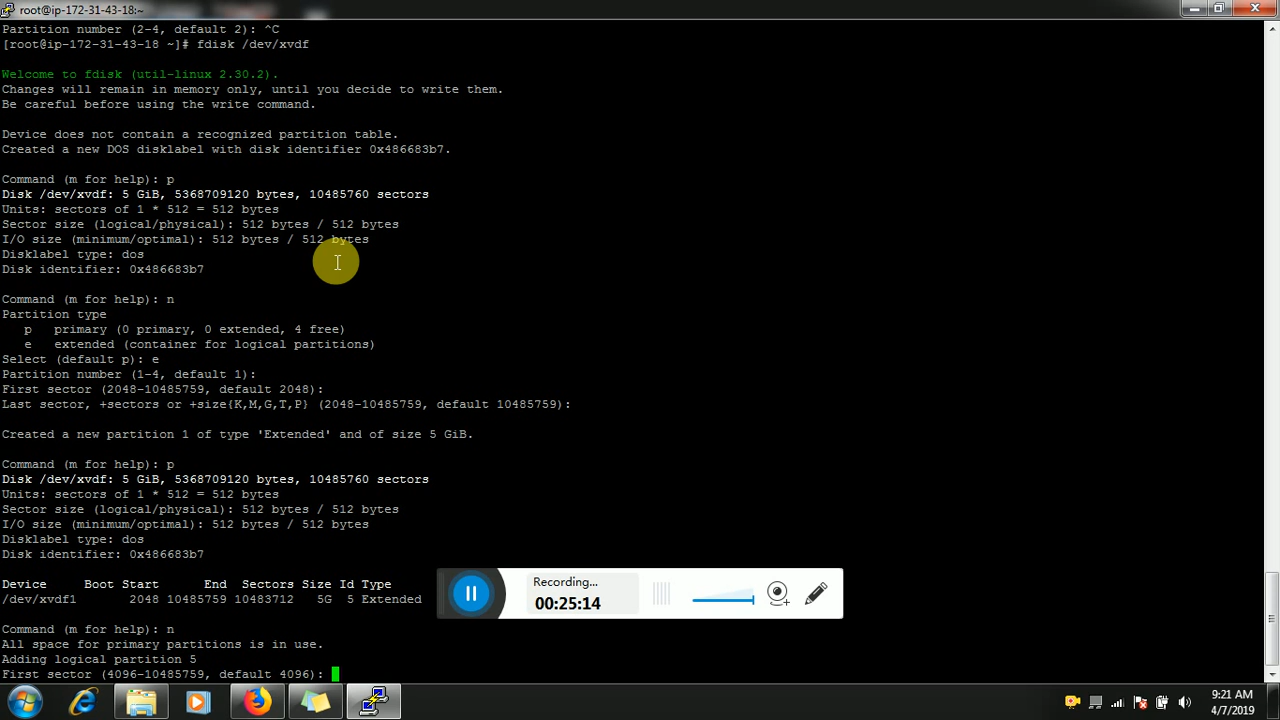 root@ip-172-31-43-18:~
Partition number (2-4, default 2): ^C
[root@ip-172-31-43-18 ~]# fdisk /dev/xvdf
Welcome to fdisk (util-linux 2.30.2).
Changes will remain in memory only, until you decide to write them.
Be careful before using the write command.
Device does not contain a recognized partition table.
Created a new DOS disklabel with disk identifier 0x486683b7.
Command (m for help): p
Disk /dev/xvdf: 5 GiB, 5368709120 bytes, 10485760 sectors
Units: sectors of 1 * 512 = 512 bytes
Sector size (logical/physical): 512 bytes / 512 bytes
I/O size (minimum/optimal): 512 bytes / 512 bytes
Disklabel type: dos
Disk identifier: 0x486683b7
Command (m for help): n
Partition type
p   primary (0 primary, 0 extended, 4 free)
e   extended (container for logical partitions)
Select (default p): e
Partition number (1-4, default 1):
First sector (2048-10485759, default 2048):
Last sector, +sectors or +size{K,M,G,T,P} (2048-10485759, default 10485759):
Created a new partition 1 of type 'Extended' and of size 5 GiB.
Command (m for help): p
Disk /dev/xvdf: 5 GiB, 5368709120 bytes, 10485760 sectors
Units: sectors of 1 * 512 = 512 bytes
Sector size (logical/physical): 512 bytes / 512 bytes
I/O size (minimum/optimal): 512 bytes / 512 bytes
Disklabel type: dos
Disk identifier: 0x486683b7
Device     Boot Start      End  Sectors Size Id Type
/dev/xvdf1       2048 10485759 10483712   5G  5 Extended
Recording...
00:25:14
Command (m for help): n
All space for primary partitions is in use.
Adding logical partition 5
First sector (4096-10485759, default 4096):
9:21 AM
4/7/2019